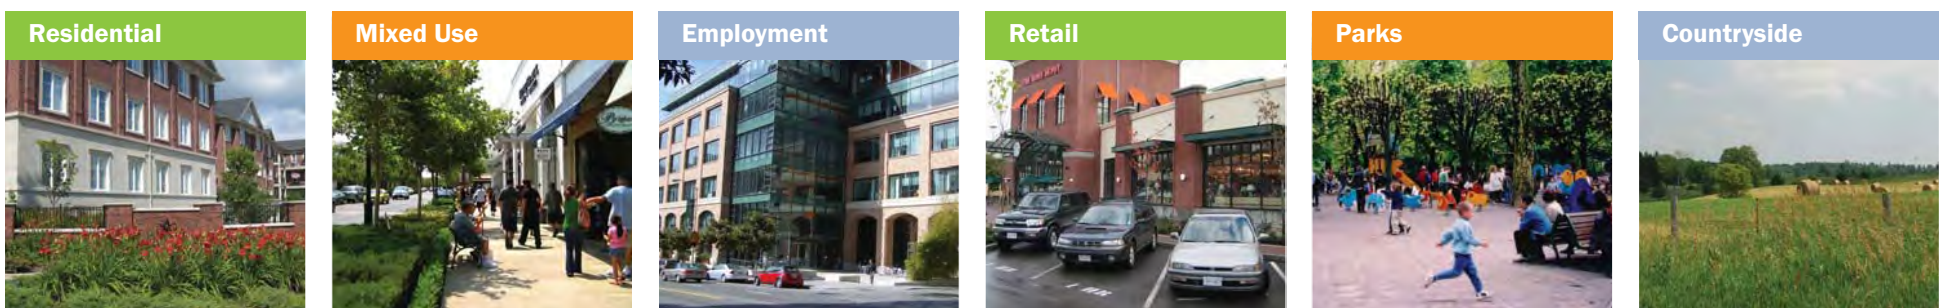 Residential
Mixed Use
Employment
Retail
Parks
Countryside